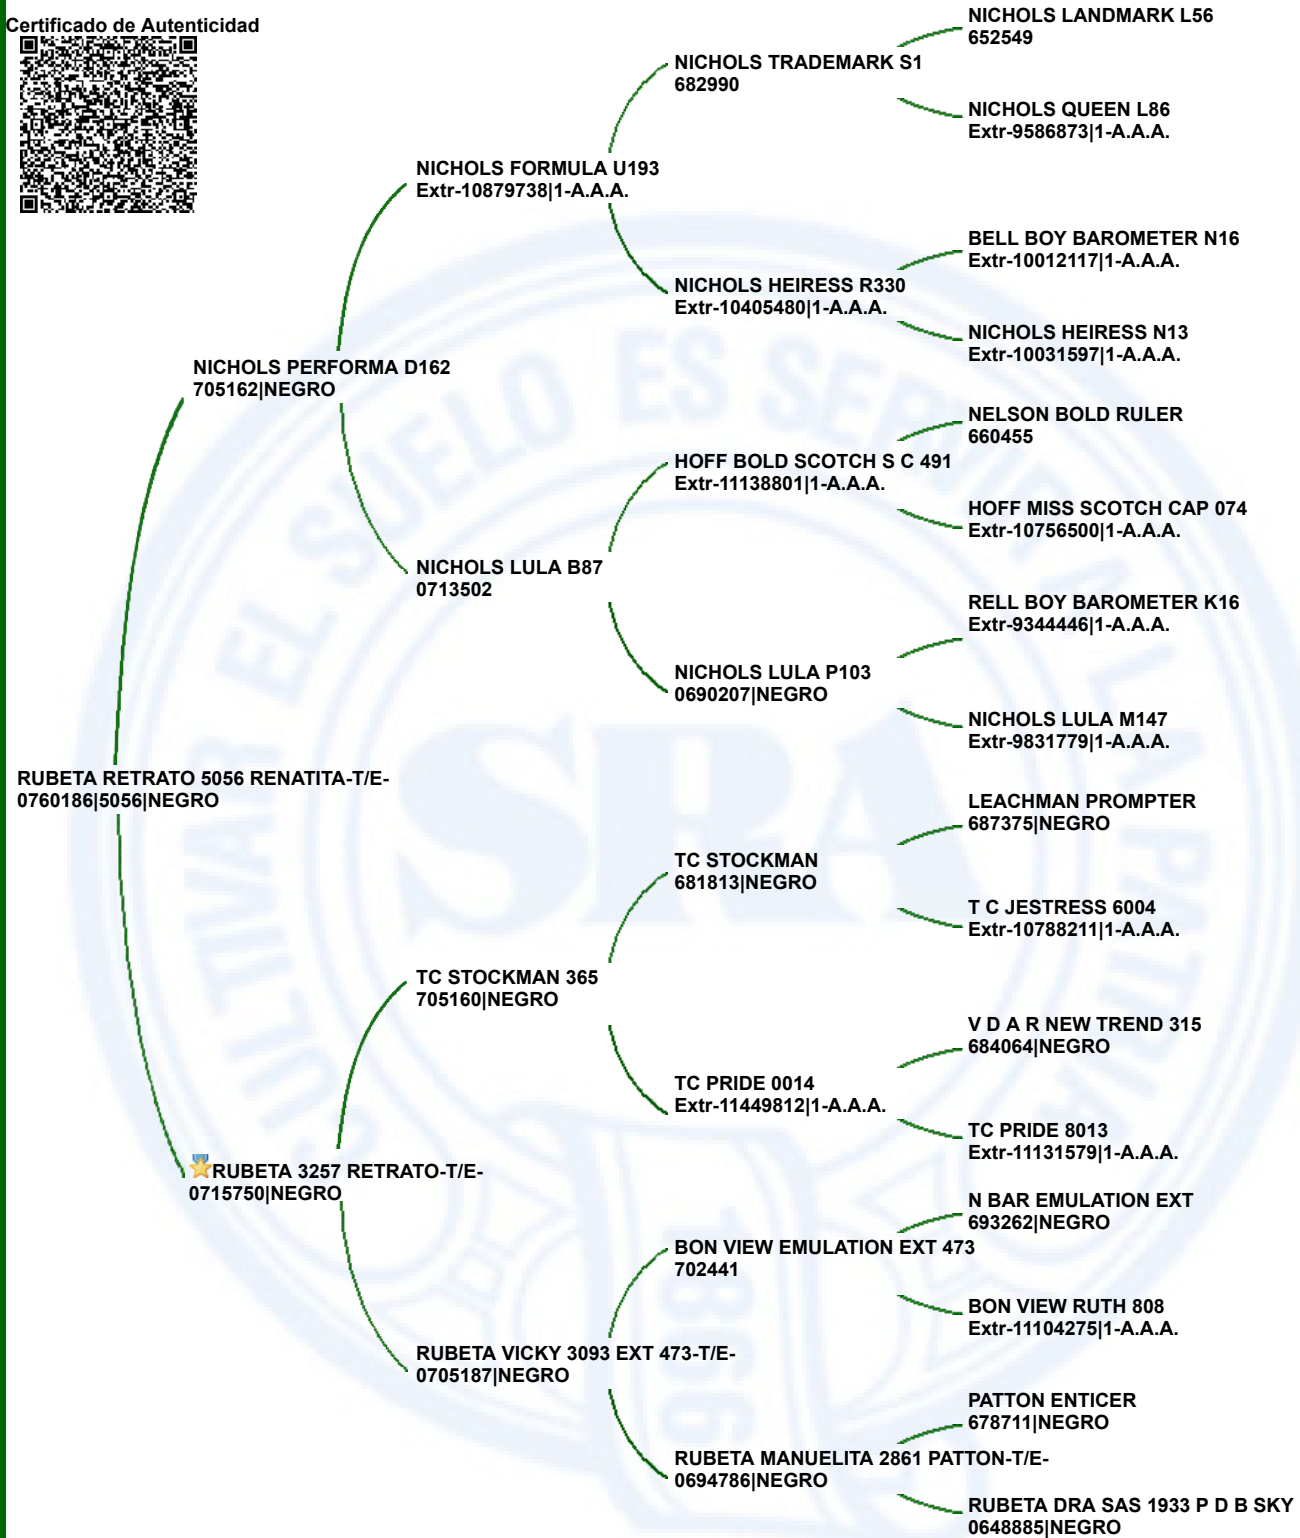 Certificado de Autenticidad
NICHOLS LANDMARK L56
652549
NICHOLS TRADEMARK S1
682990
NICHOLS QUEEN L86
Extr-9586873|1-A.A.A.
NICHOLS FORMULA U193
Extr-10879738|1-A.A.A.
BELL BOY BAROMETER N16
Extr-10012117|1-A.A.A.
NICHOLS HEIRESS R330
Extr-10405480|1-A.A.A.
NICHOLS HEIRESS N13
Extr-10031597|1-A.A.A.
NICHOLS PERFORMA D162
705162|NEGRO
NELSON BOLD RULER
660455
HOFF BOLD SCOTCH S C 491
Extr-11138801|1-A.A.A.
HOFF MISS SCOTCH CAP 074
Extr-10756500|1-A.A.A.
NICHOLS LULA B87
0713502
RELL BOY BAROMETER K16
Extr-9344446|1-A.A.A.
NICHOLS LULA P103
0690207|NEGRO
NICHOLS LULA M147
Extr-9831779|1-A.A.A.
RUBETA RETRATO 5056 RENATITA-T/E-
0760186|5056|NEGRO
LEACHMAN PROMPTER
687375|NEGRO
TC STOCKMAN
681813|NEGRO
T C JESTRESS 6004
Extr-10788211|1-A.A.A.
TC STOCKMAN 365
705160|NEGRO
V D A R NEW TREND 315
684064|NEGRO
TC PRIDE 0014
Extr-11449812|1-A.A.A.
TC PRIDE 8013
Extr-11131579|1-A.A.A.
RUBETA 3257 RETRATO-T/E-
0715750|NEGRO
N BAR EMULATION EXT
693262|NEGRO
BON VIEW EMULATION EXT 473
702441
BON VIEW RUTH 808
Extr-11104275|1-A.A.A.
RUBETA VICKY 3093 EXT 473-T/E-
0705187|NEGRO
PATTON ENTICER
678711|NEGRO
RUBETA MANUELITA 2861 PATTON-T/E-
0694786|NEGRO
RUBETA DRA SAS 1933 P D B SKY
0648885|NEGRO
CULTIVAR EL SUELO ES SERVIR A LA PATRIA
SRA
1866